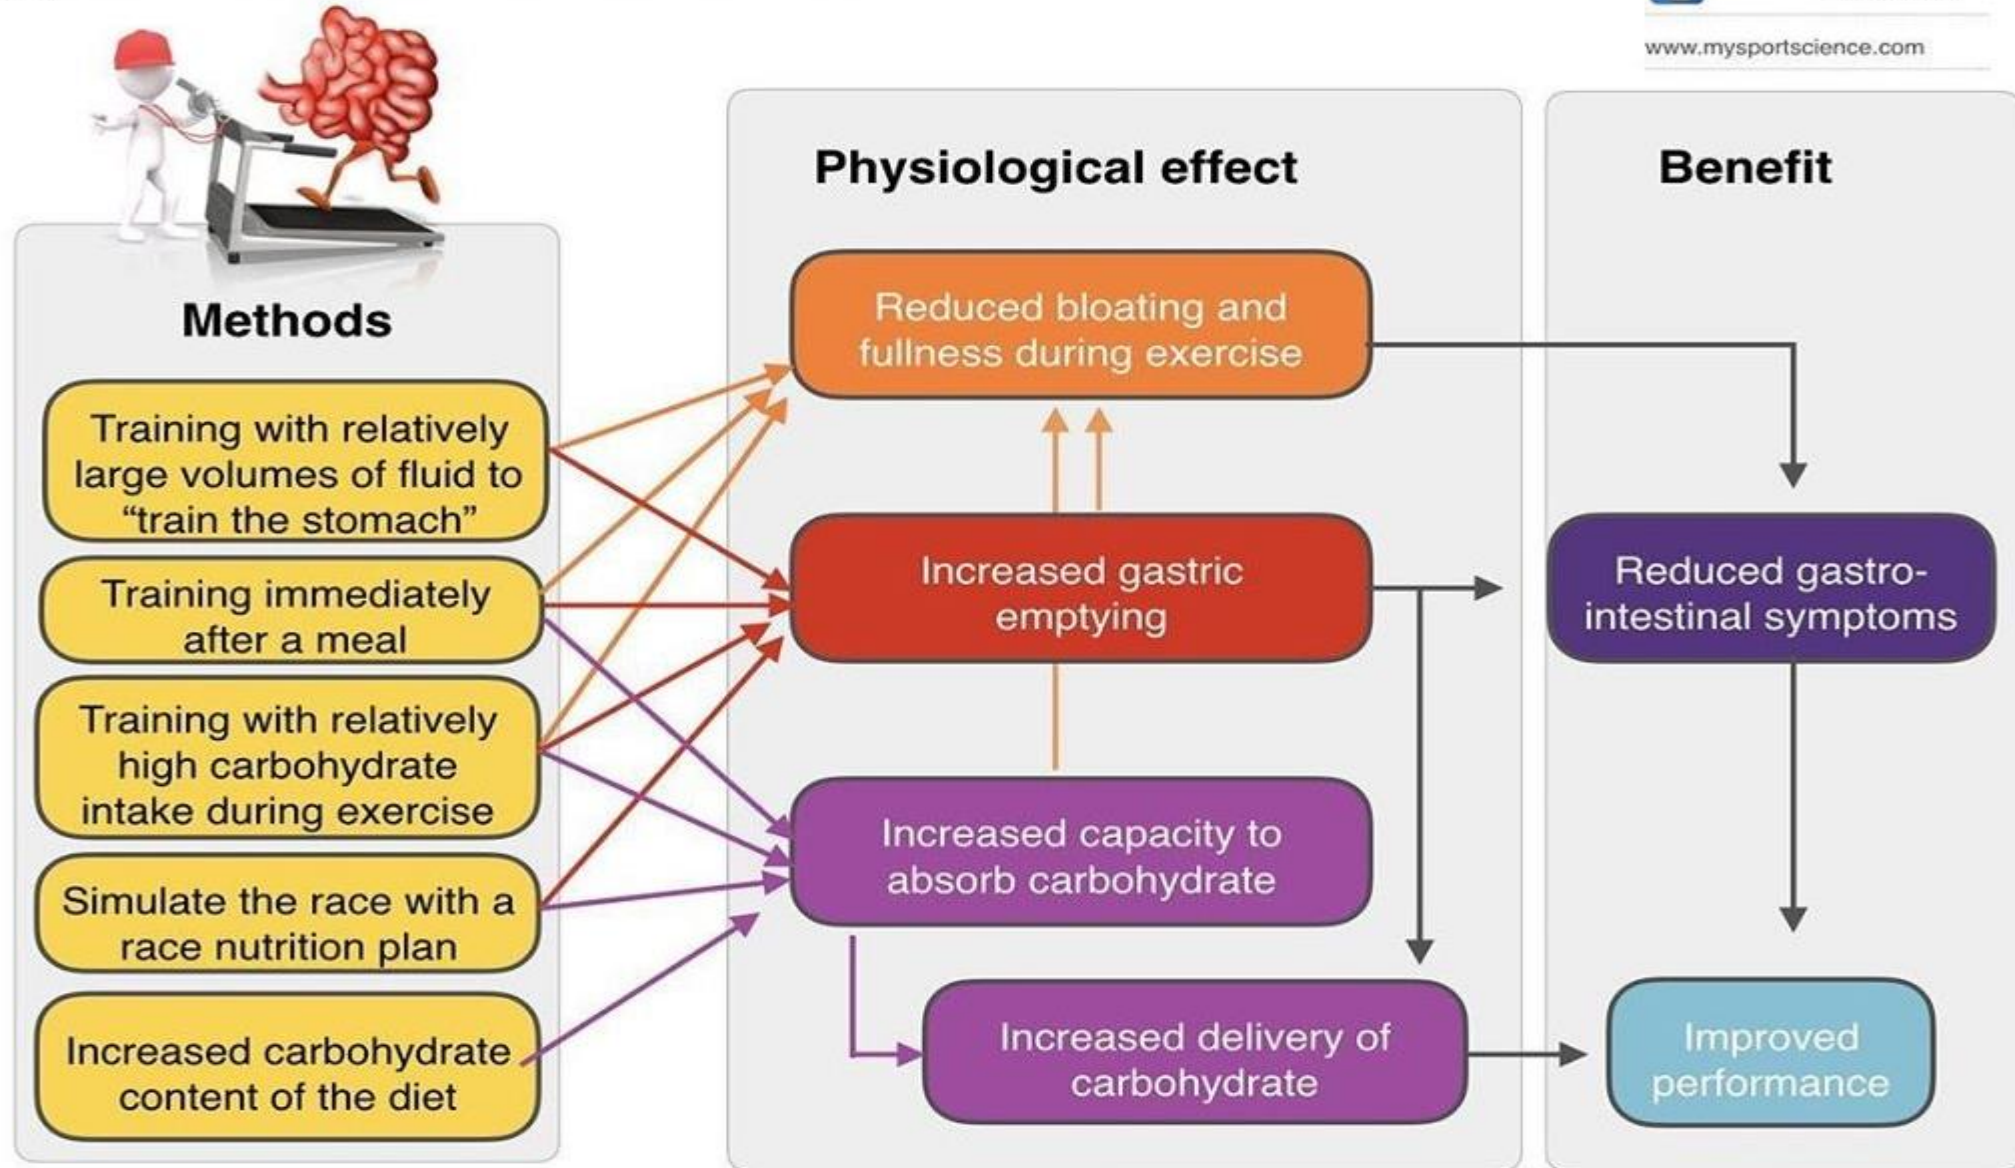 www.mysportscience.com
Methods
Training with relatively
large volumes of fluid to
“train the stomach”
Training immediately
after a meal
Training with relatively
high carbohydrate
intake during exercise
Simulate the race with a
race nutrition plan
Increased carbohydrate
content of the diet
Physiological effect
Reduced bloating and
fullness during exercise
Increased gastric
emptying
Increased capacity to
absorb carbohydrate
Increased delivery of
carbohydrate
Benefit
Reduced gastro-
intestinal symptoms
Improved
performance